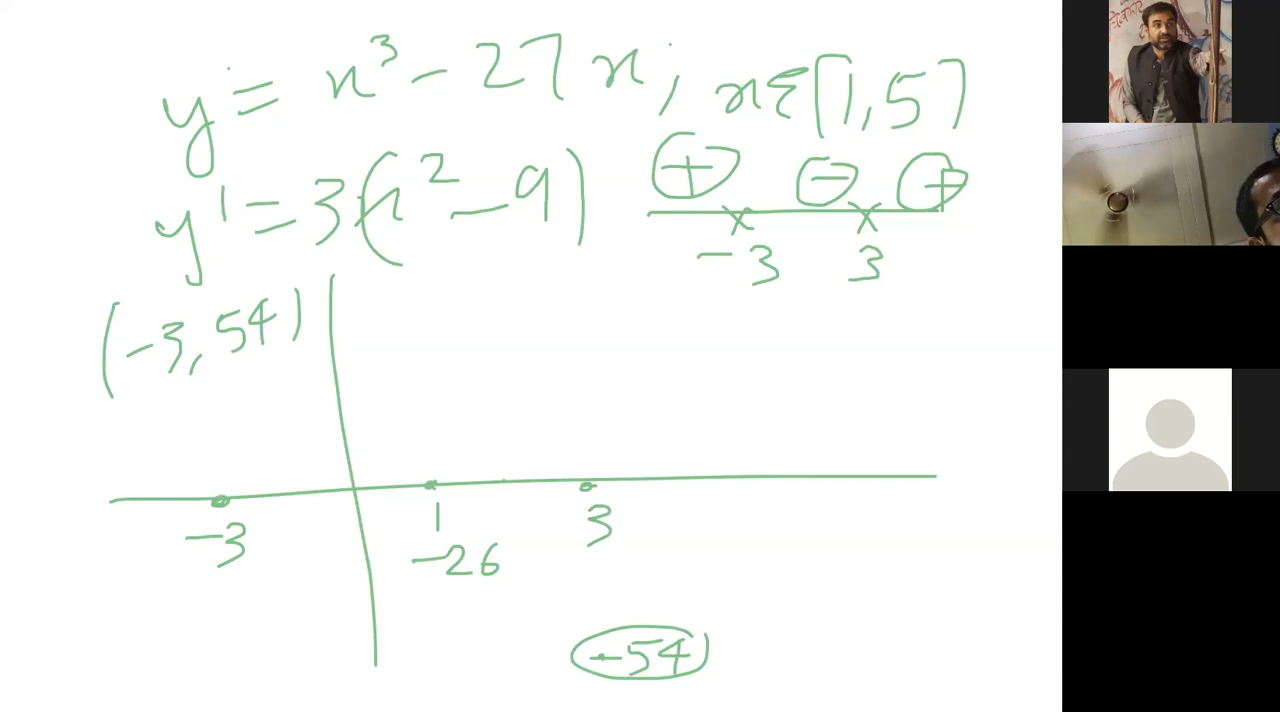 y = x³ - 27x, x ∈ [1, 5]
y' = 3(x² - 9)
+ - +
-3 3
(-3, 54)
-3 1 3
-26
-54